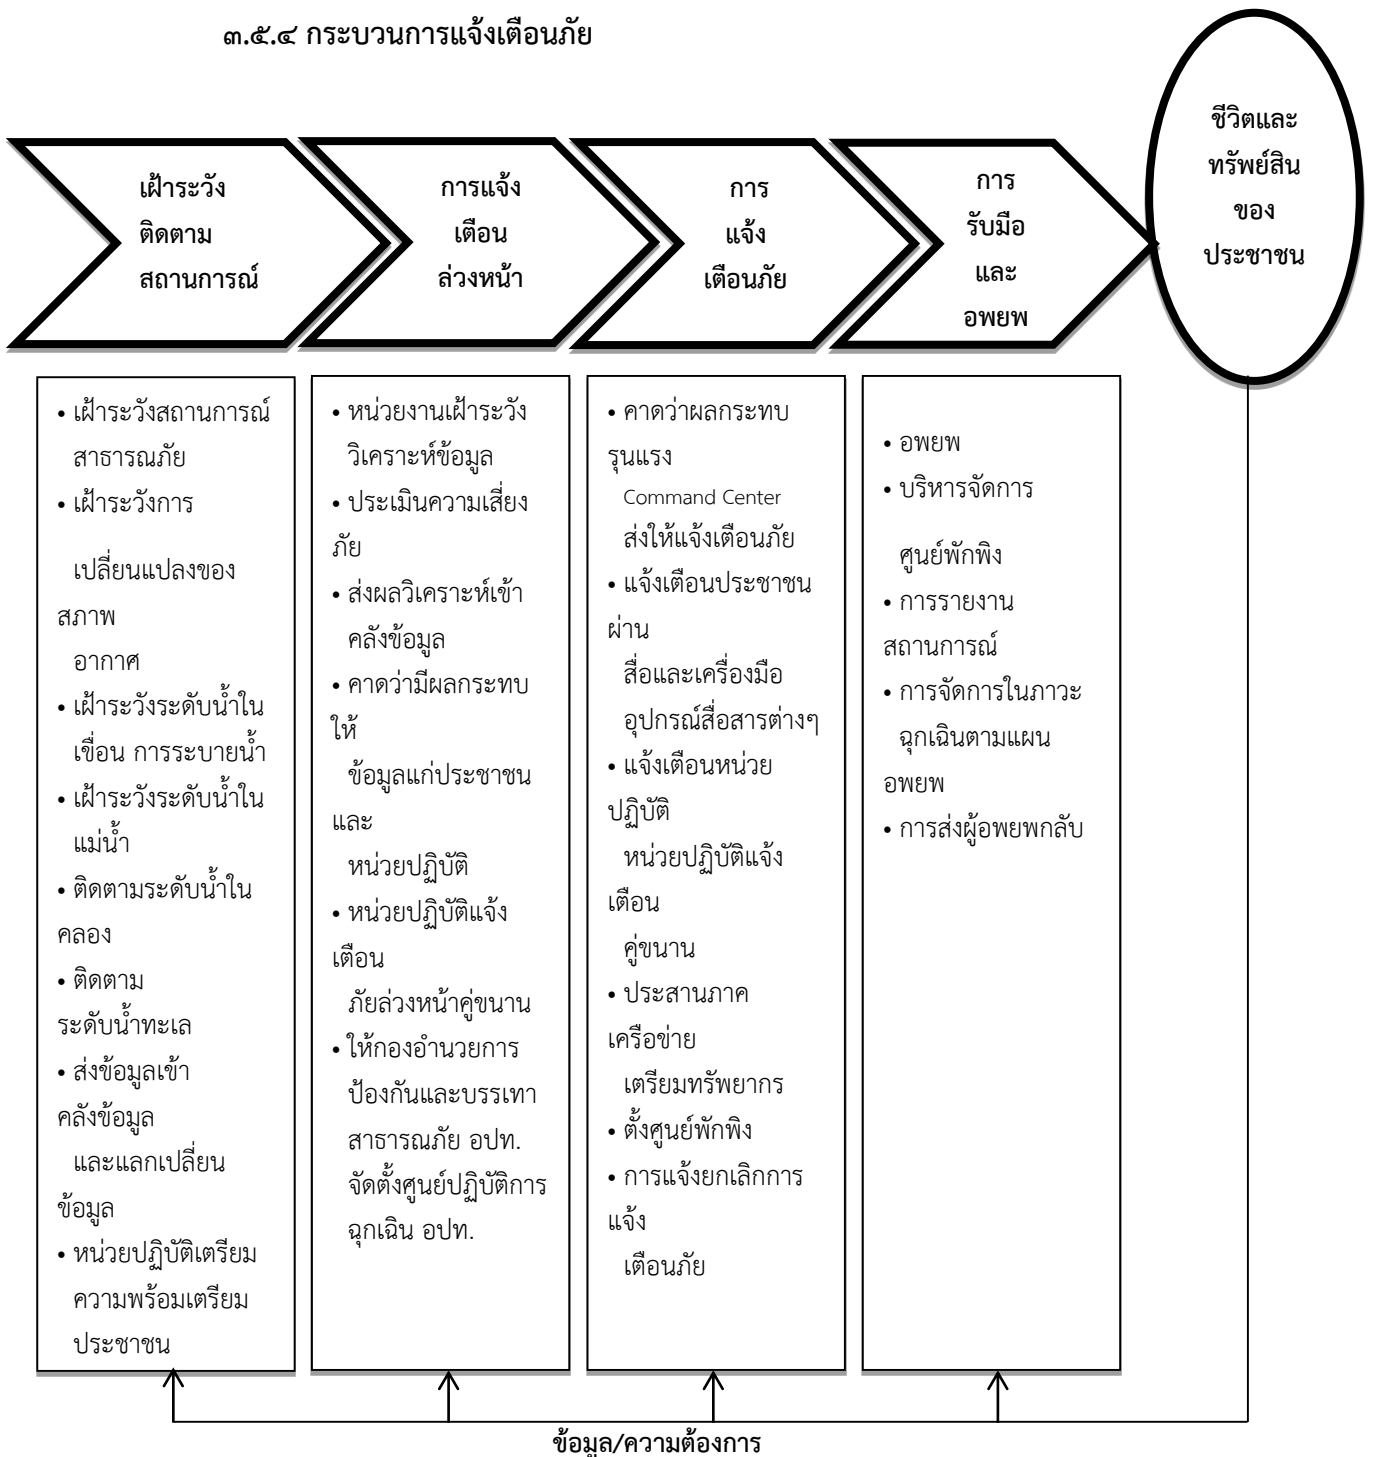 ๓.๕.๔ กระบวนการแจ้งเตือนภัย
เฝ้าระวัง
ติดตาม
สถานการณ์
การแจ้ง
เตือน
ล่วงหน้า
การ
แจ้ง
เตือนภัย
การ
รับมือ
และ
อพยพ
ชีวิตและ
ทรัพย์สิน
ของ
ประชาชน
• เฝ้าระวังสถานการณ์
สาธารณภัย
• เฝ้าระวังการ
เปลี่ยนแปลงของ
สภาพ
อากาศ
• เฝ้าระวังระดับน้ำใน
เขื่อน การระบายน้ำ
• เฝ้าระวังระดับน้ำใน
แม่น้ำ
• ติดตามระดับน้ำใน
คลอง
• ติดตาม
ระดับน้ำทะเล
• ส่งข้อมูลเข้า
คลังข้อมูล
และแลกเปลี่ยน
ข้อมูล
• หน่วยปฏิบัติเตรียม
ความพร้อมเตรียม
ประชาชน
• หน่วยงานเฝ้าระวัง
วิเคราะห์ข้อมูล
• ประเมินความเสี่ยง
ภัย
• ส่งผลวิเคราะห์เข้า
คลังข้อมูล
• คาดว่ามีผลกระทบ
ให้
ข้อมูลแก่ประชาชน
และ
หน่วยปฏิบัติ
• หน่วยปฏิบัติแจ้ง
เตือน
ภัยล่วงหน้าคู่ขนาน
• ให้กองอำนวยการ
ป้องกันและบรรเทา
สาธารณภัย อปท.
จัดตั้งศูนย์ปฏิบัติการ
ฉุกเฉิน อปท.
• คาดว่าผลกระทบ
รุนแรง
Command Center
ส่งให้แจ้งเตือนภัย
• แจ้งเตือนประชาชน
ผ่าน
สื่อและเครื่องมือ
อุปกรณ์สื่อสารต่างๆ
• แจ้งเตือนหน่วย
ปฏิบัติ
หน่วยปฏิบัติแจ้ง
เตือน
คู่ขนาน
• ประสานภาค
เครือข่าย
เตรียมทรัพยากร
• ตั้งศูนย์พักพิง
• การแจ้งยกเลิกการ
แจ้ง
เตือนภัย
• อพยพ
• บริหารจัดการ
ศูนย์พักพิง
• การรายงาน
สถานการณ์
• การจัดการในภาวะ
ฉุกเฉินตามแผน
อพยพ
• การส่งผู้อพยพกลับ
ข้อมูล/ความต้องการ